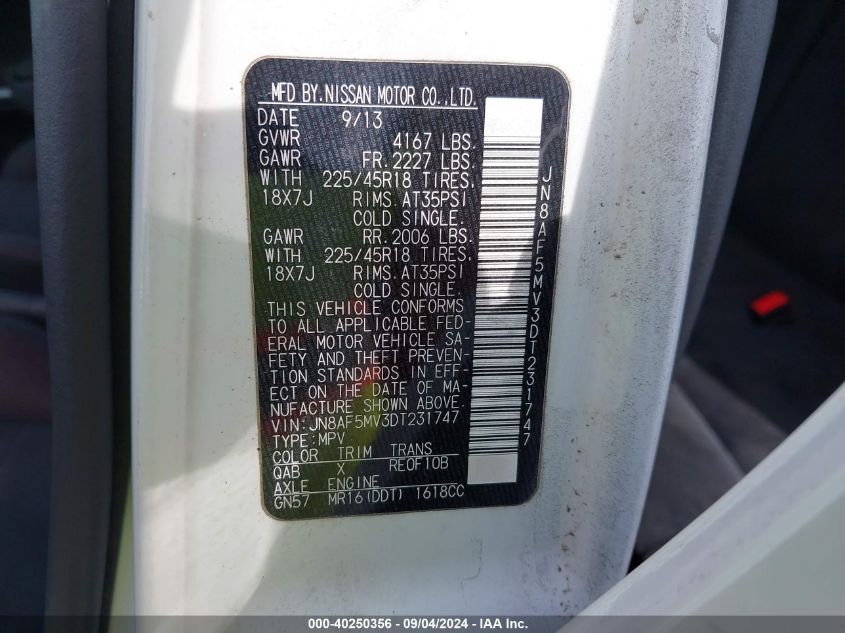 MFD BY.NISSAN MOTOR CO.,LTD.
DATE 9/13
GVWR 4167 LBS.
GAWR FR.2227 LBS.
WITH 225/45R18 TIRES.
18X7J RIMS.AT35PSI
COLD SINGLE.
GAWR RR.2006 LBS.
WITH 225/45R18 TIRES.
18X7J RIMS.AT35PSI
COLD SINGLE.
THIS VEHICLE CONFORMS
TO ALL APPLICABLE FED-
ERAL MOTOR VEHICLE SA-
FETY AND THEFT PREVEN-
TION STANDARDS IN EFF-
ECT ON THE DATE OF MA-
NUFACTURE SHOWN ABOVE.
VIN:JN8AF5MV3DT231747
TYPE:MPV
COLOR TRIM TRANS
QAB X RE0F10B
AXLE ENGINE
GN57 MR16(DDT) 1618CC
JN8AF5MV3DT231747
000-40250356 - 09/04/2024 - IAA Inc.